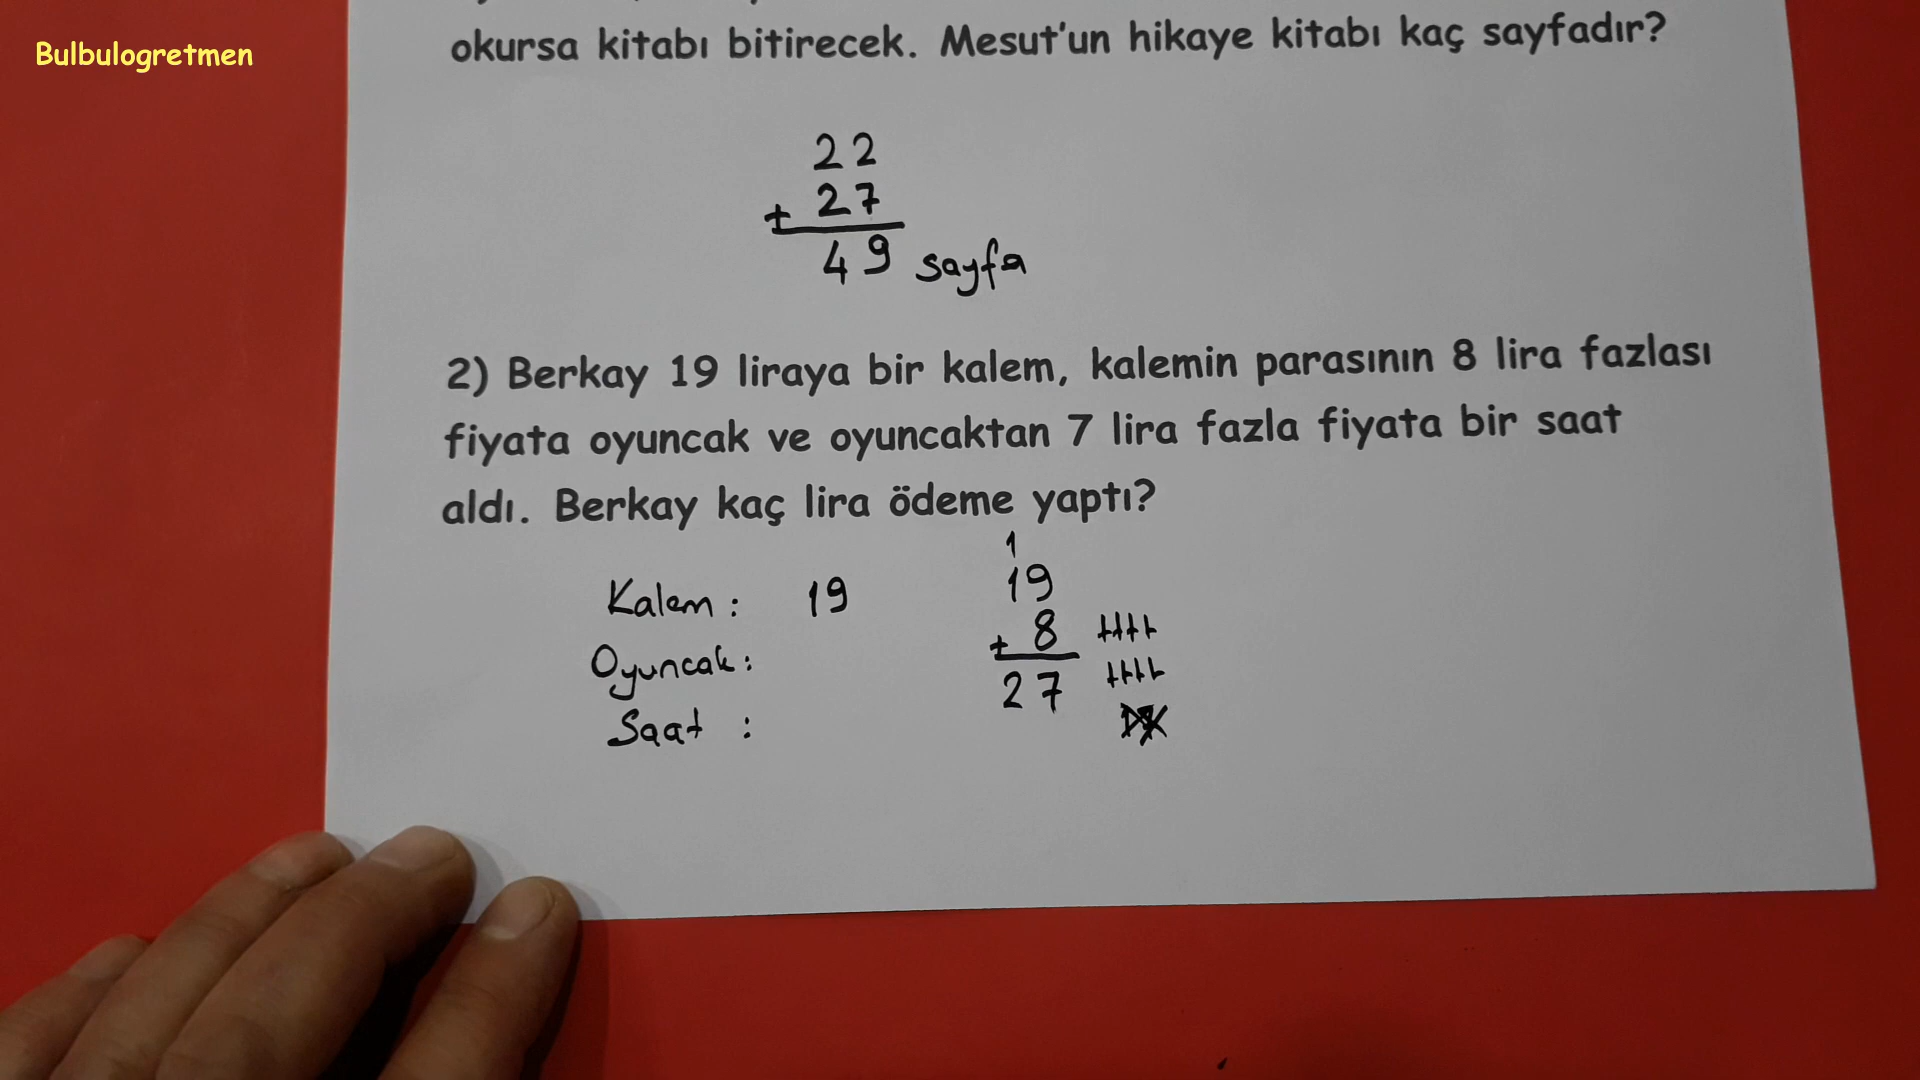 Bulbulogretmen
okursa kitabı bitirecek. Mesut'un hikaye kitabı kaç sayfadır?
22
+ 27
49 sayfa
2) Berkay 19 liraya bir kalem, kalemin parasının 8 lira fazlası
fiyata oyuncak ve oyuncaktan 7 lira fazla fiyata bir saat
aldı. Berkay kaç lira ödeme yaptı?
Kalem: 19
Oyuncak:
Saat :
1
19
+ 8
27